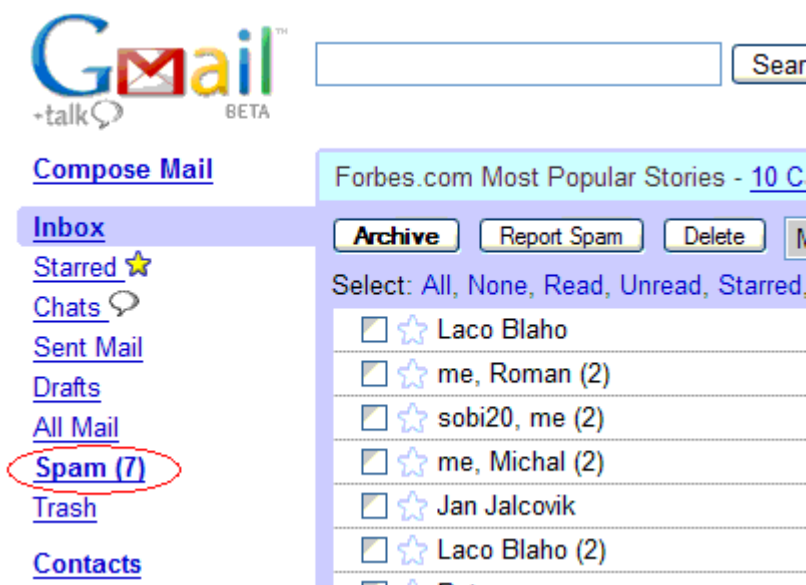 Gmail™
+talk BETA
Sear
Compose Mail
Forbes.com Most Popular Stories - 10 C
Inbox
Archive Report Spam Delete M
Starred
Select: All, None, Read, Unread, Starred,
Chats
Laco Blaho
Sent Mail
me, Roman (2)
Drafts
sobi20, me (2)
All Mail
me, Michal (2)
Spam (7)
Trash
Jan Jalcovik
Laco Blaho (2)
Contacts